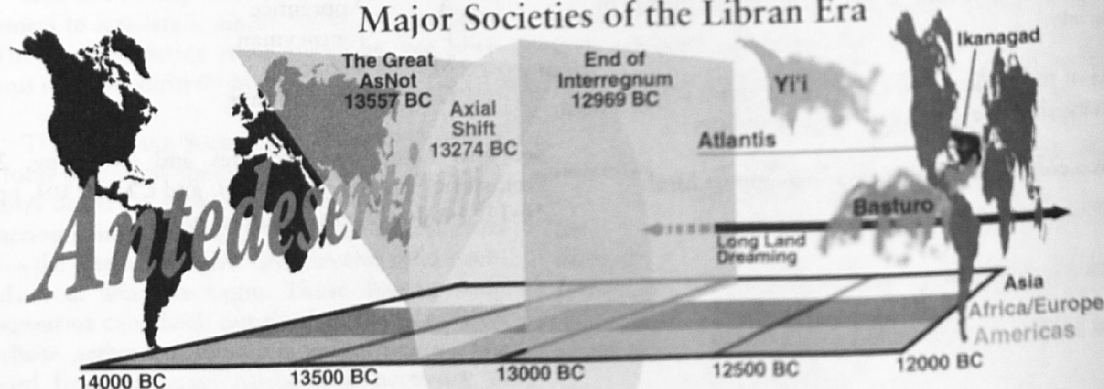 Major Societies of the Libran Era
The Great
AsNot
13557 BC
Axial
Shift
13274 BC
End of
Interregnum
12969 BC
Yi'i
Ikanagad
Atlantis
Antedesertium
Basturo
Long Land
Dreaming
Asia
Africa/Europe
Americas
14000 BC
13500 BC
13000 BC
12500 BC
12000 BC